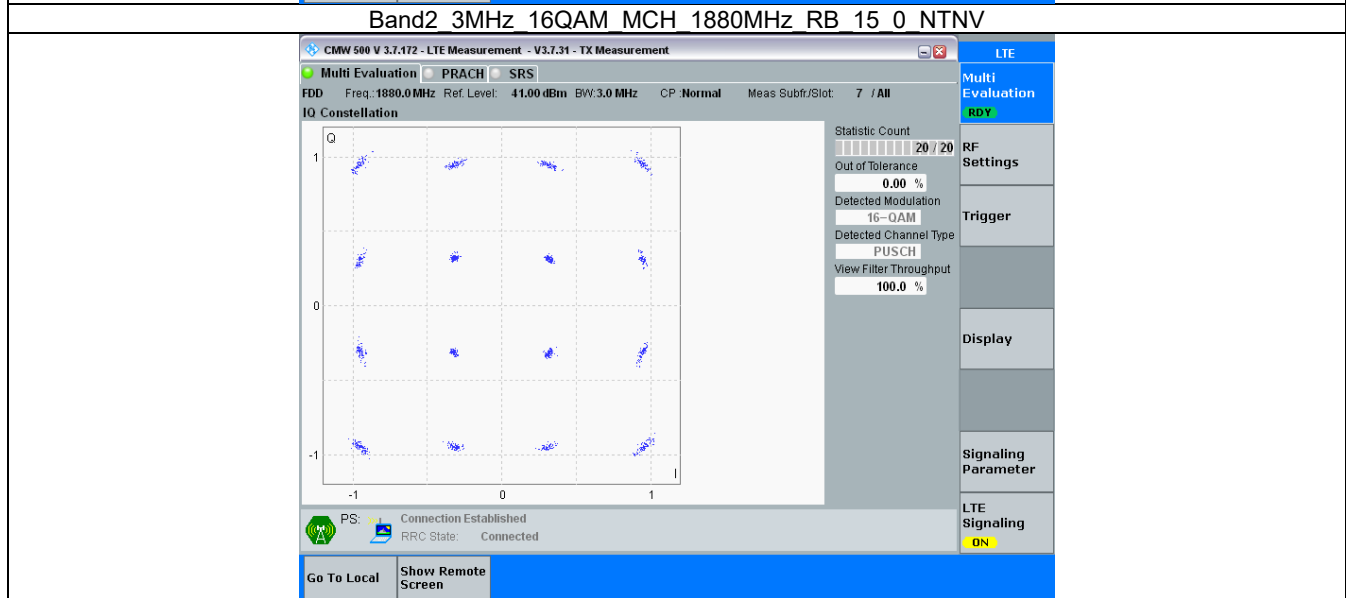 Band2_3MHz_16QAM_MCH_1880MHz_RB_15_0_NTNV
CMW 500 V 3.7.172 - LTE Measurement - V3.7.31 - TX Measurement
LTE
Multi Evaluation PRACH SRS
Multi Evaluation
RDY
FDD Freq.:1880.0 MHz Ref. Level: 41.00 dBm BW:3.0 MHz CP :Normal Meas Subfr./Slot: 7 / All
IQ Constellation
Q
1
0
-1
-1 0 1
I
Statistic Count
20 / 20
Out of Tolerance
0.00 %
Detected Modulation
16-QAM
Detected Channel Type
PUSCH
View Filter Throughput
100.0 %
RF
Settings
Trigger
Display
Signaling
Parameter
LTE
Signaling
ON
PS: Connection Established
RRC State: Connected
Go To Local
Show Remote
Screen